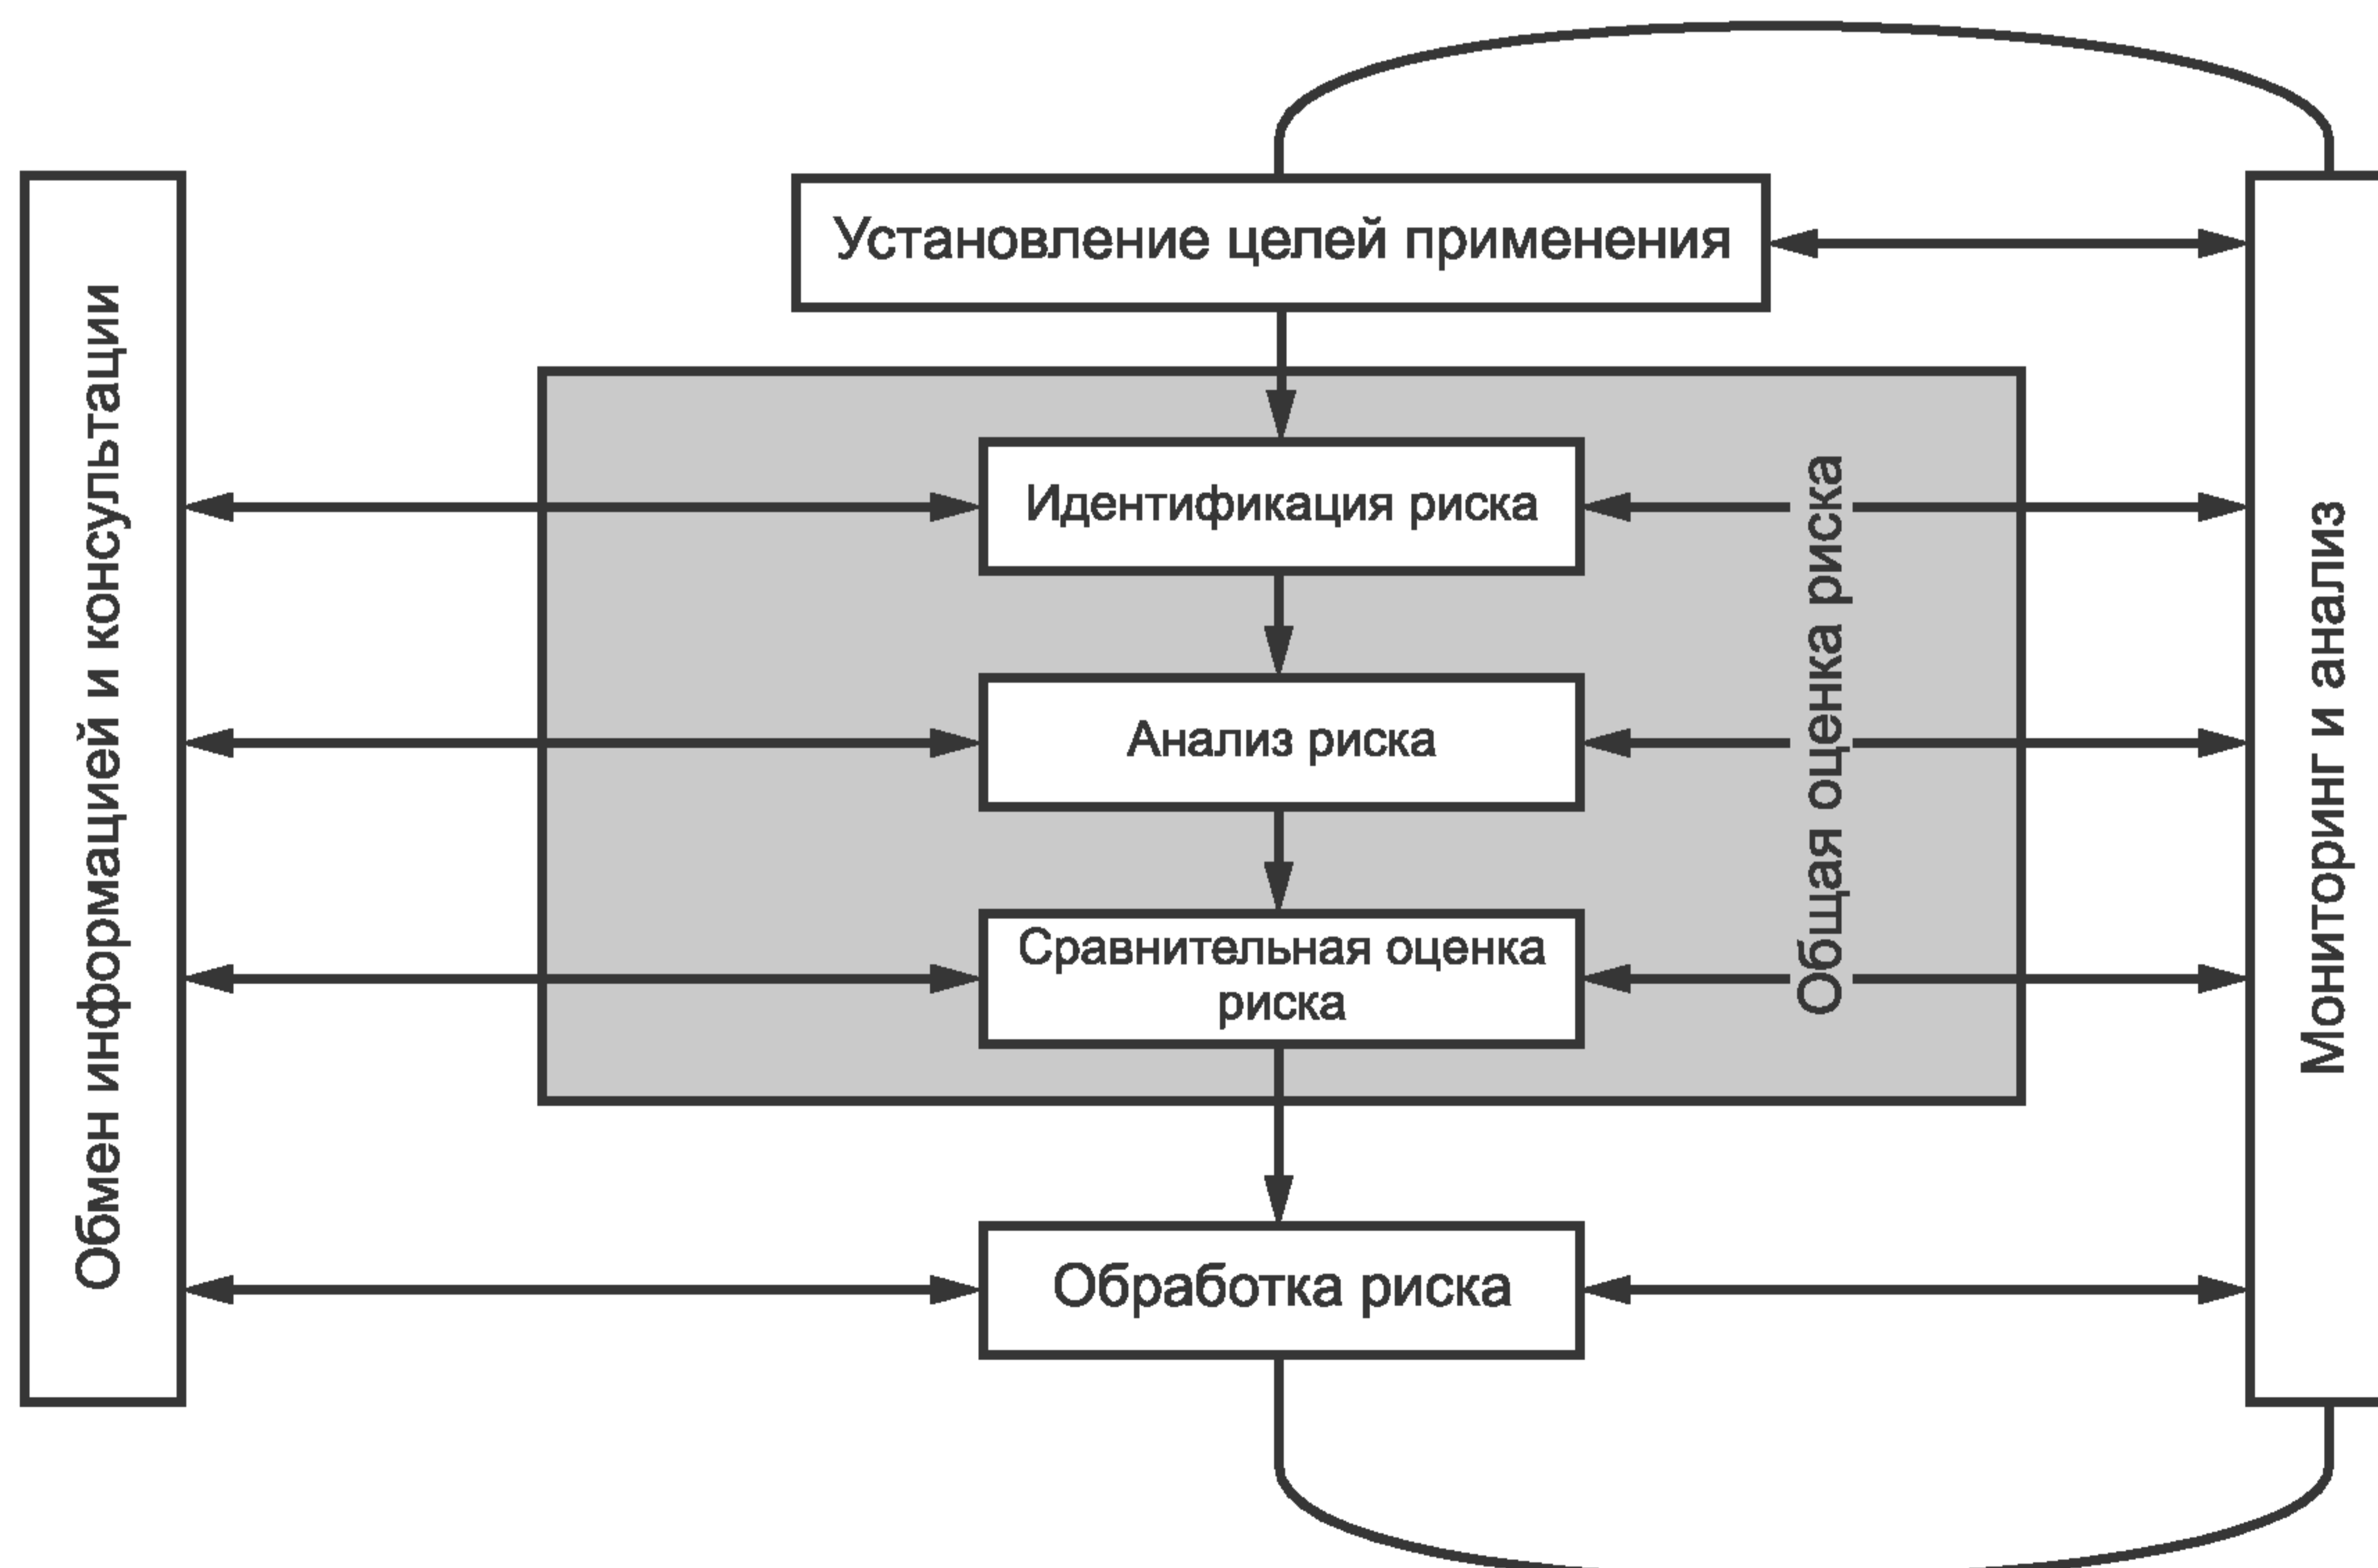 Установление целей применения
Обмен информацией и консультации
Идентификация риска
Анализ риска
Сравнительная оценка
риска
Общая оценка риска
Мониторинг и анализ
Обработка риска